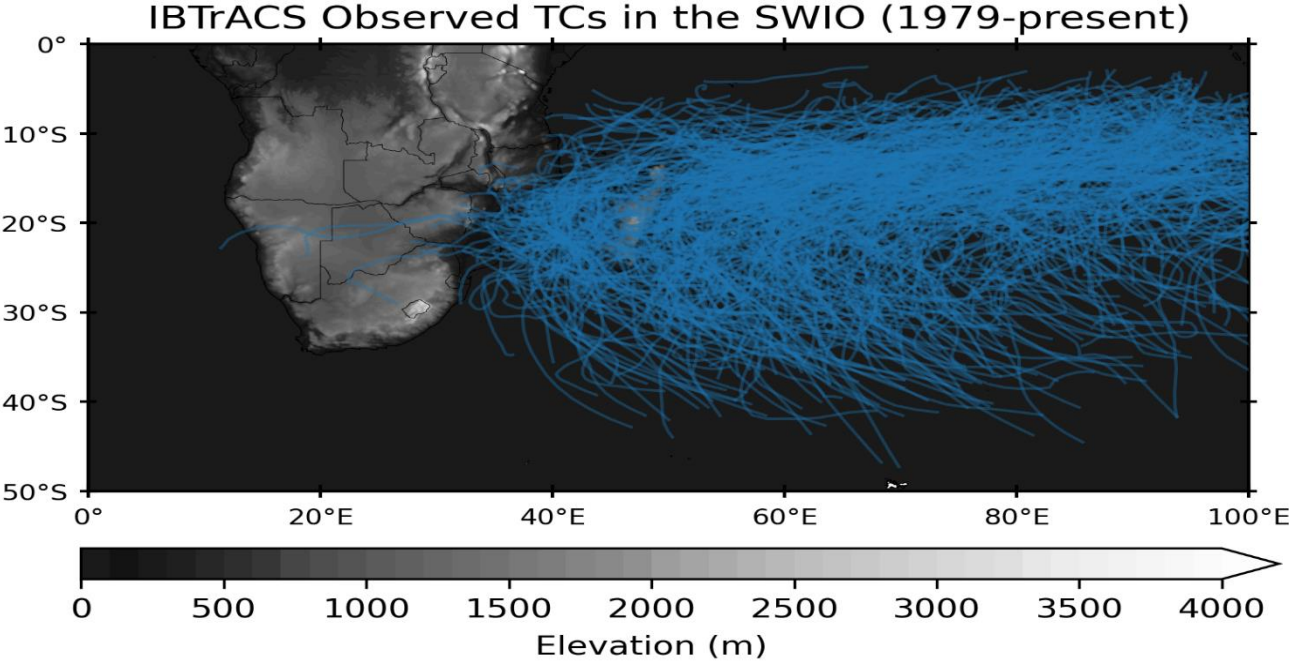 IBTrACS Observed TCs in the SWIO (1979-present)
0°
10°S
20°S
30°S
40°S
50°S
0° 20°E 40°E 60°E 80°E 100°E
0 500 1000 1500 2000 2500 3000 3500 4000
Elevation (m)